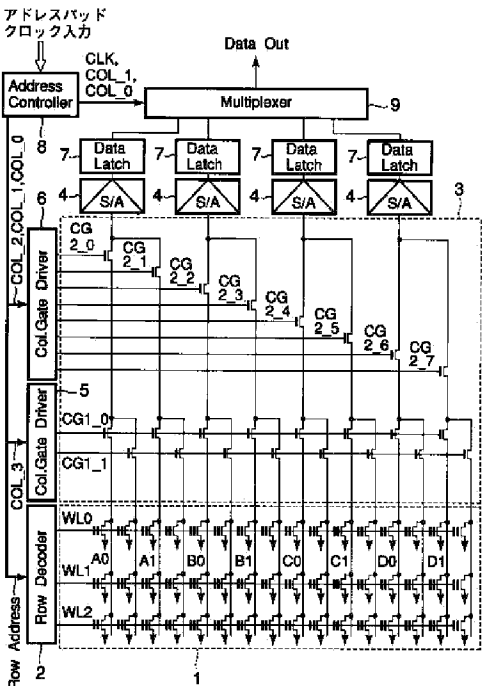 アドレスパッド
クロック入力
Data Out
CLK,
COL_1,
COL_0
Address
Controller
8
Multiplexer
9
7
Data
Latch
7
Data
Latch
7
Data
Latch
7
Data
Latch
4
S/A
4
S/A
4
S/A
4
S/A
3
6
COL_2,COL_1,COL_0
Col.Gate Driver
CG
2_0
CG
2_1
CG
2_2
CG
2_3
CG
2_4
CG
2_5
CG
2_6
CG
2_7
5
Col.Gate Driver
COL_3
CG1_0
CG1_1
Row Decoder
Row Address
WL0
WL1
WL2
A0
A1
B0
B1
C0
C1
D0
D1
2
1